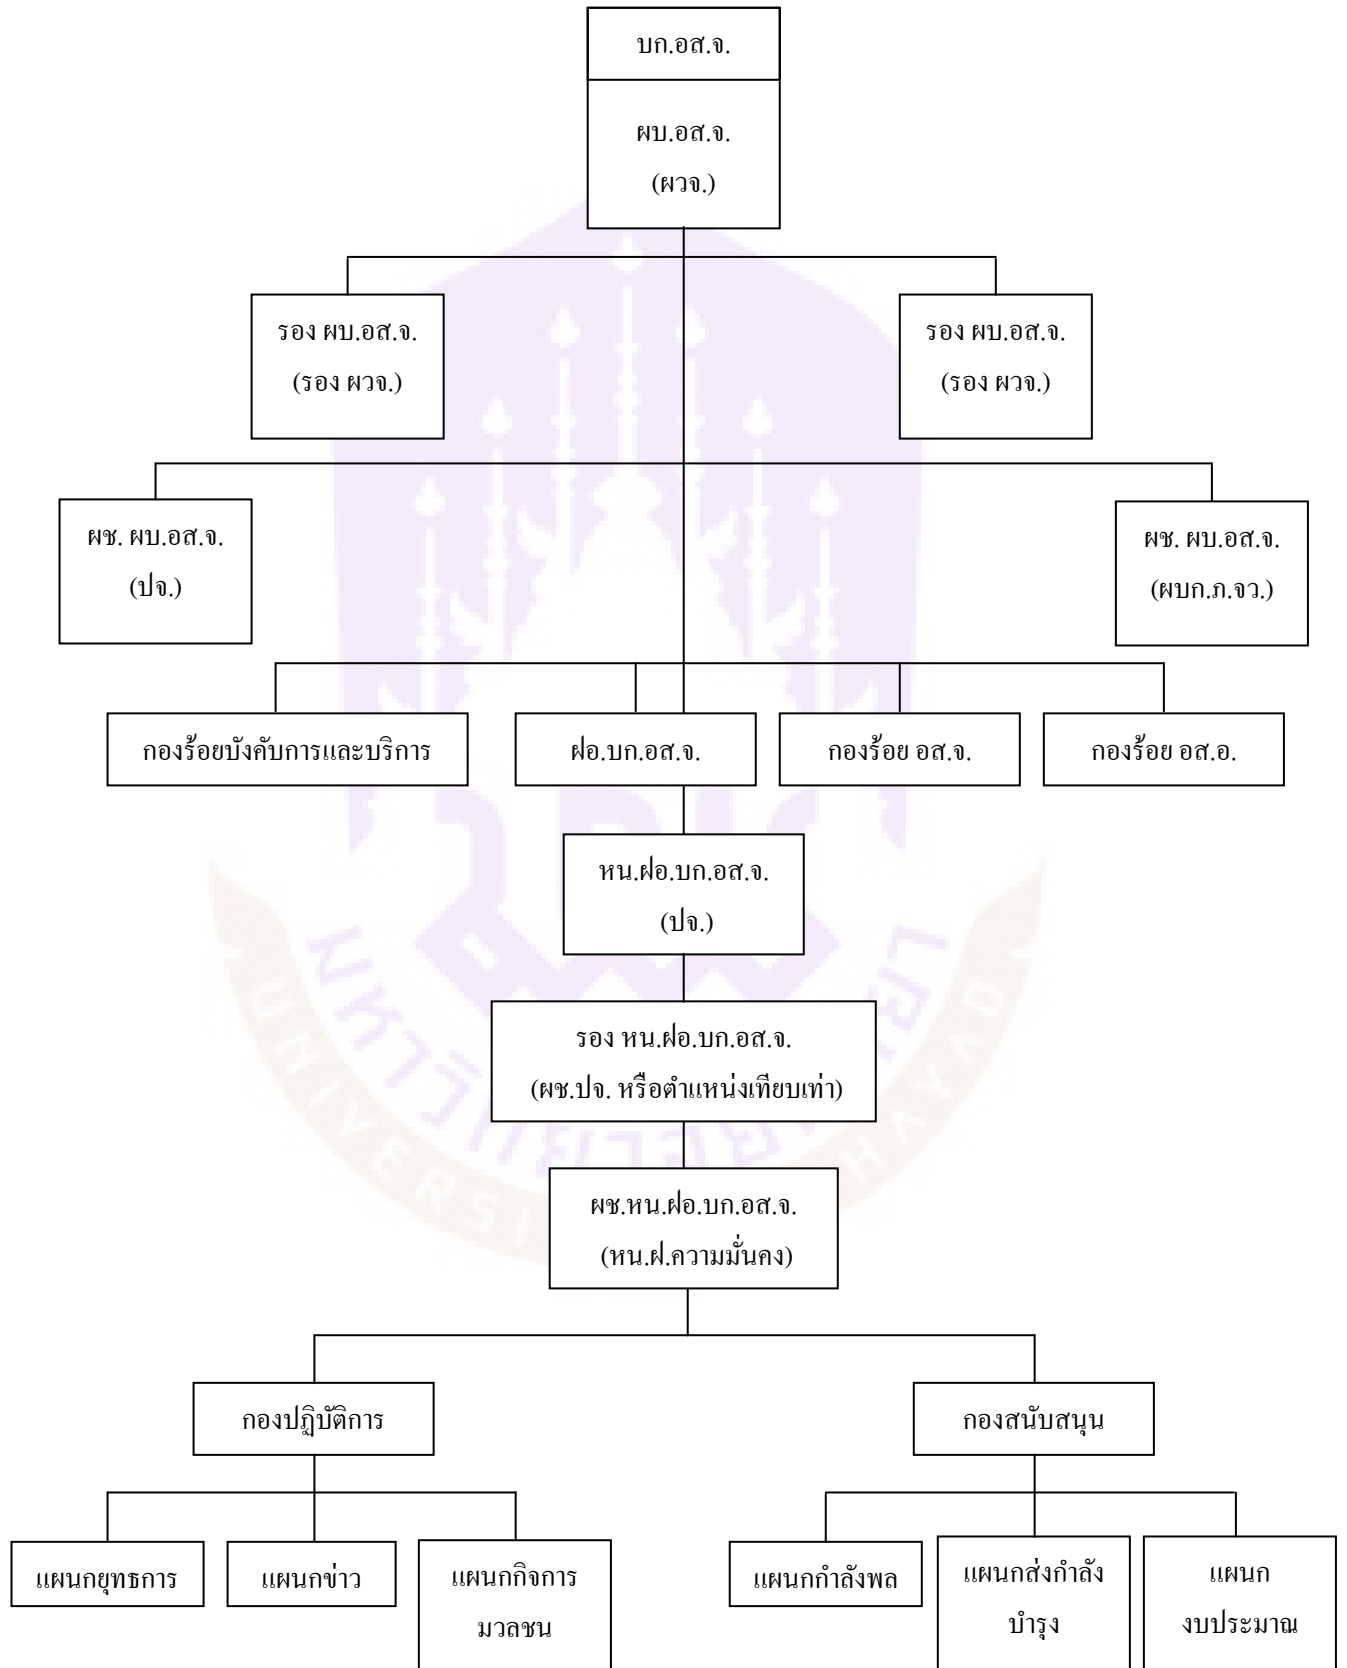 บก.อส.จ.
ผบ.อส.จ.
(ผวจ.)
รอง ผบ.อส.จ.
(รอง ผวจ.)
รอง ผบ.อส.จ.
(รอง ผวจ.)
ผช. ผบ.อส.จ.
(ปจ.)
ผช. ผบ.อส.จ.
(ผบก.ภ.จว.)
กองร้อยบังคับการและบริการ
ฝอ.บก.อส.จ.
กองร้อย อส.จ.
กองร้อย อส.อ.
หน.ฝอ.บก.อส.จ.
(ปจ.)
รอง หน.ฝอ.บก.อส.จ.
(ผช.ปจ. หรือตำแหน่งเทียบเท่า)
ผช.หน.ฝอ.บก.อส.จ.
(หน.ฝ.ความมั่นคง)
กองปฏิบัติการ
กองสนับสนุน
แผนกยุทธการ
แผนกข่าว
แผนกกิจการ
มวลชน
แผนกกำลังพล
แผนกส่งกำลัง
บำรุง
แผนก
งบประมาณ